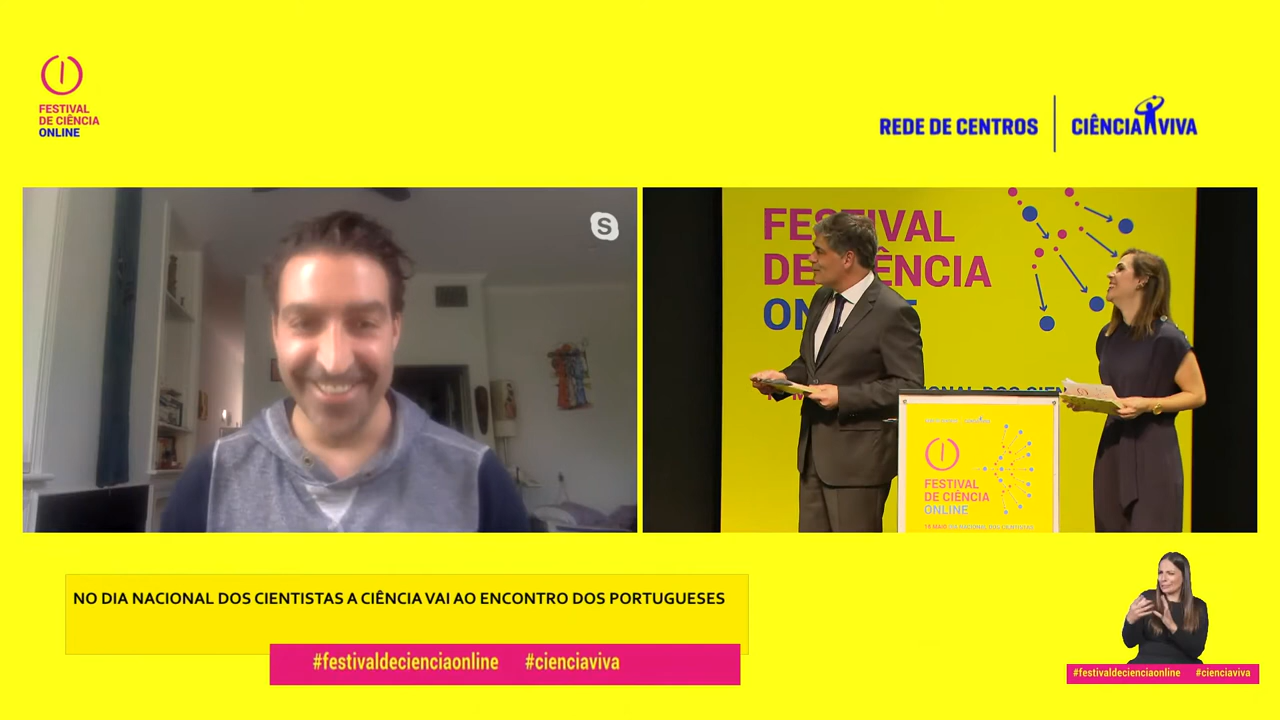 FESTIVAL
DE CIÊNCIA
ONLINE
REDE DE CENTROS
CIÊNCIA VIVA
S
FESTIVAL
DE CIÊNCIA
FESTIVAL
DE CIÊNCIA
ONLINE
NO DIA NACIONAL DOS CIENTISTAS A CIÊNCIA VAI AO ENCONTRO DOS PORTUGUESES
#festivaldecienciaonline #cienciaviva
#festivaldecienciaonline #cienciaviva